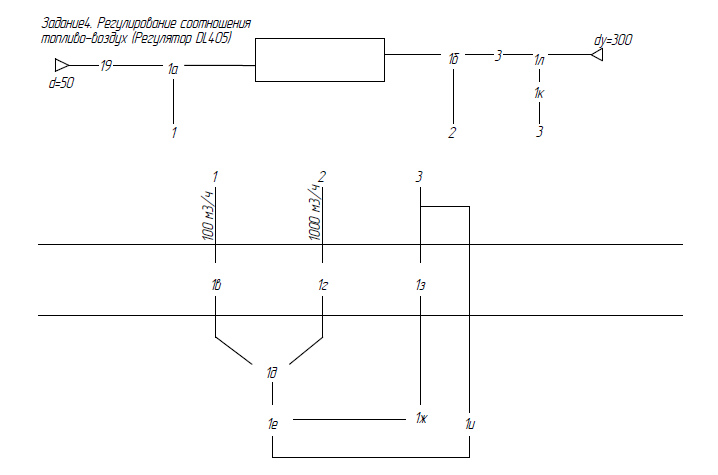 Задание4. Регулирование соотношения
топливо-воздух (Регулятор DL405)
dy=300
19
1а
1б
3
1л
d=50
1к
1
2
3
1
2
3
100 м3/ч
1000 м3/ч
1в
1г
1з
1д
1е
1ж
1и